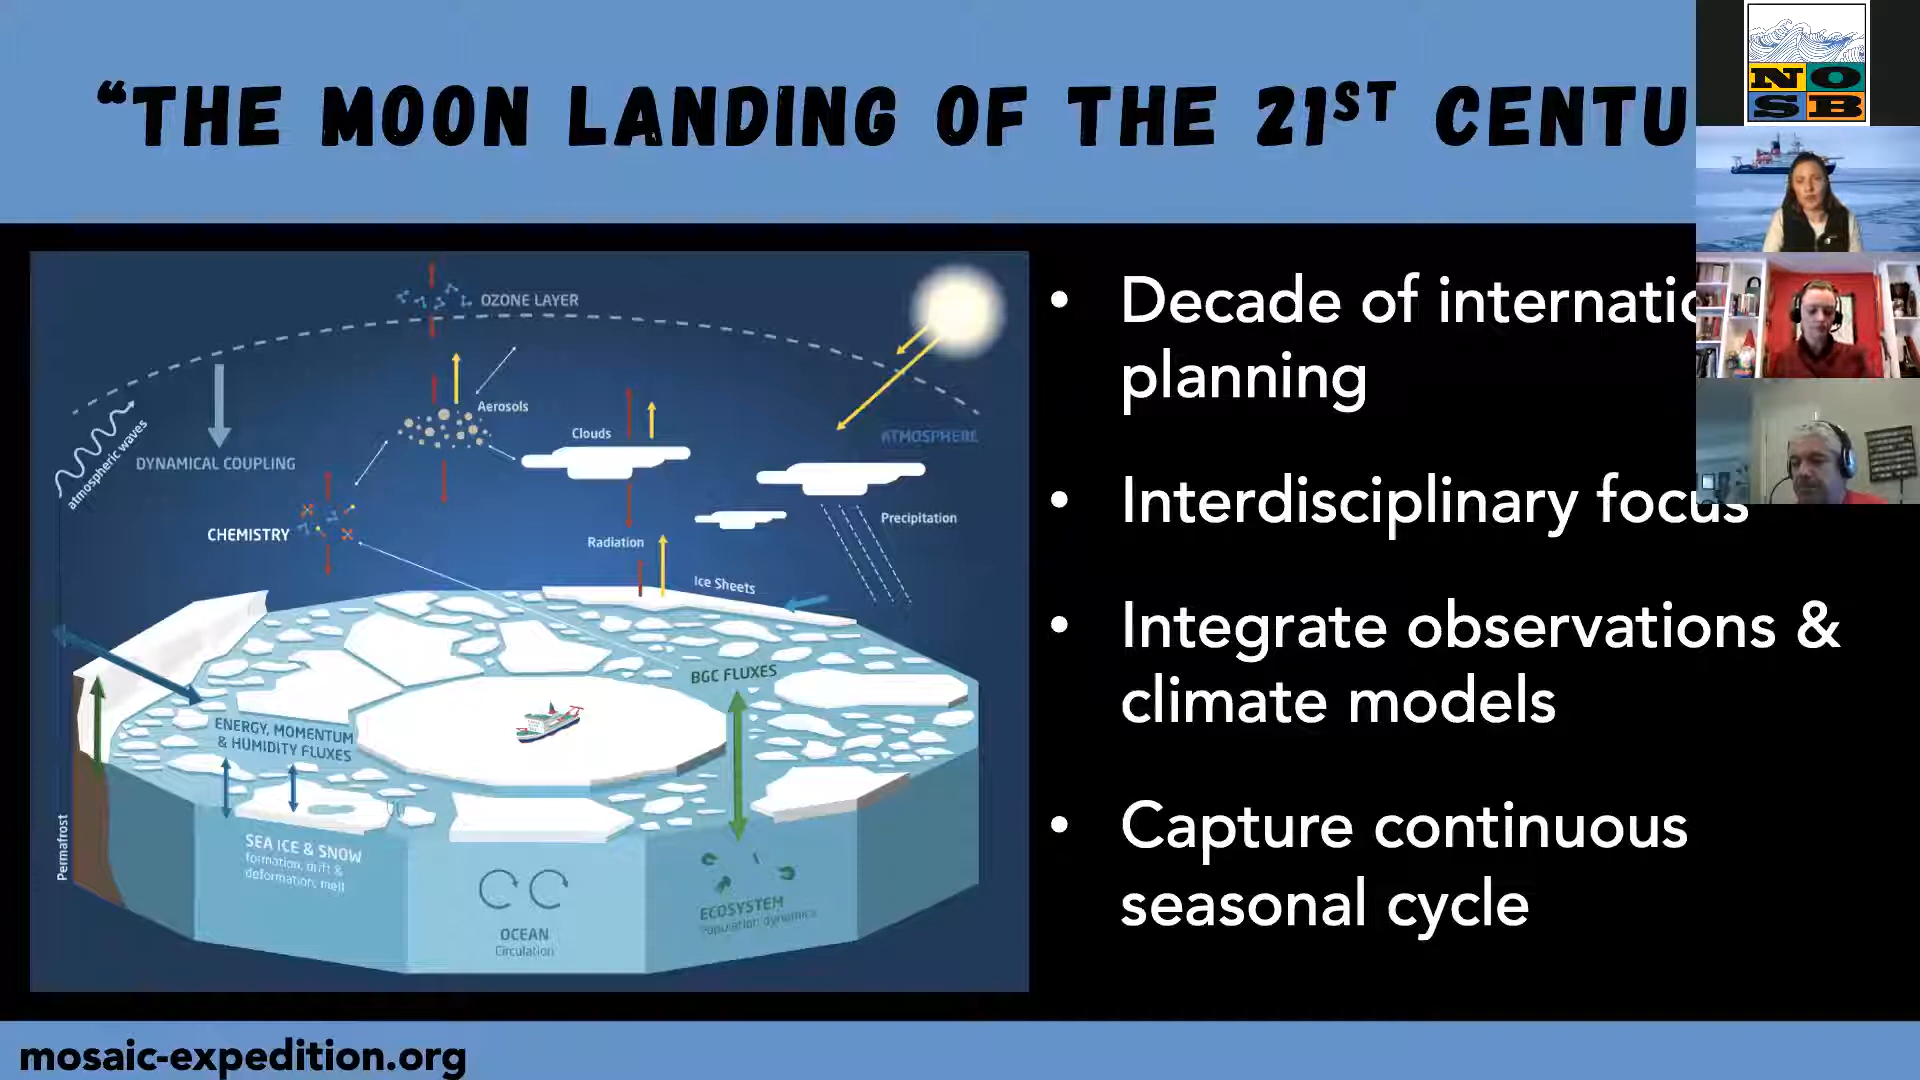 “THE MOON LANDING OF THE 21ST CENTU
NOSB
OZONE LAYER
Aerosols
Clouds
ATMOSPHERE
atmospheric waves
DYNAMICAL COUPLING
CHEMISTRY
Precipitation
Radiation
Ice Sheets
BGC FLUXES
ENERGY, MOMENTUM
& HUMIDITY FLUXES
Permafrost
SEA ICE & SNOW
formation, drift &
deformation, melt
OCEAN
Circulation
ECOSYSTEM
Population dynamics
• Decade of internatio
planning
• Interdisciplinary focus
• Integrate observations &
climate models
• Capture continuous
seasonal cycle
mosaic-expedition.org